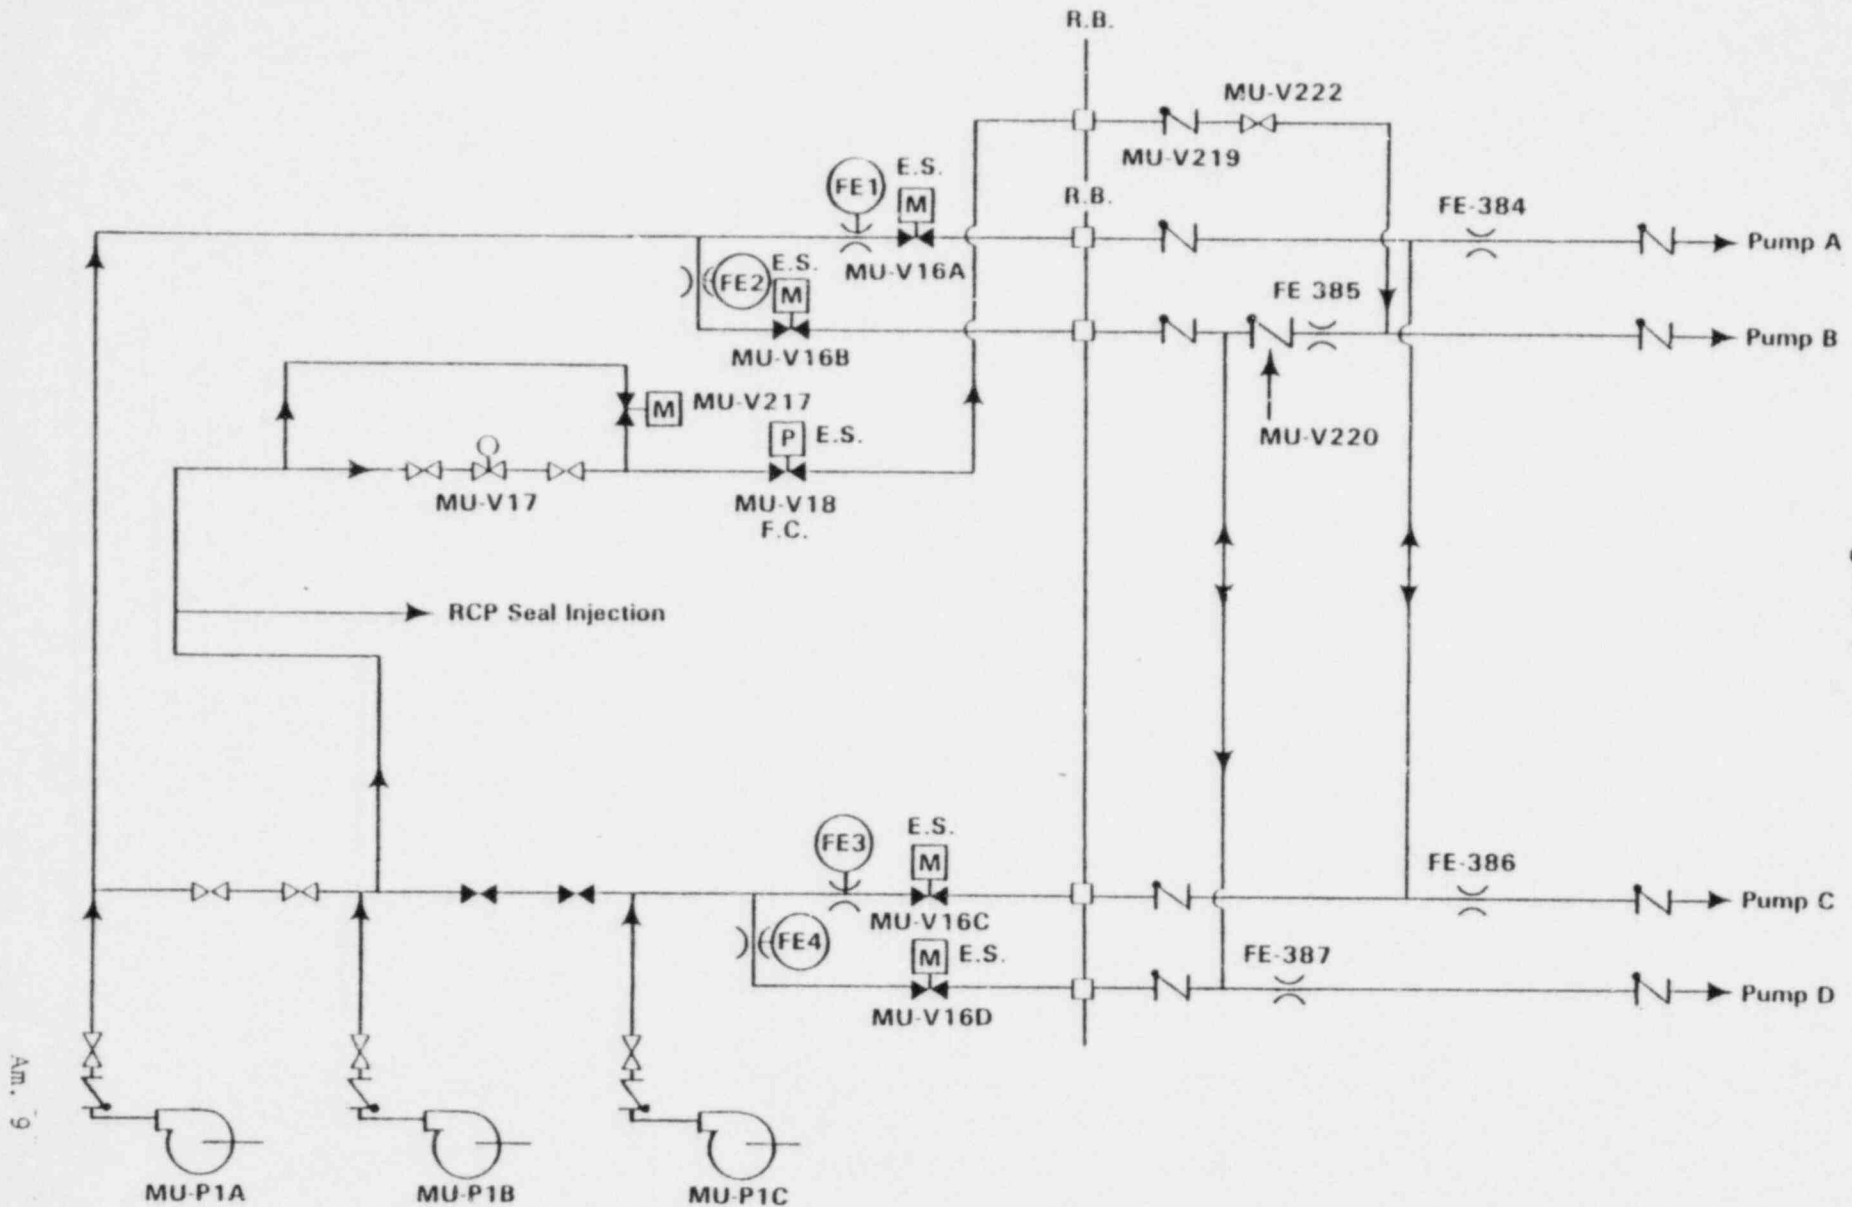 R.B.
MU-V222
MU-V219
FE1
E.S.
M
R.B.
FE-384
Pump A
MU-V16A
FE2
E.S.
M
FE 385
Pump B
MU-V16B
M
MU-V217
P
E.S.
MU-V220
MU-V17
MU-V18
F.C.
RCP Seal Injection
FE3
E.S.
M
FE-386
MU-V16C
Pump C
FE4
M
E.S.
FE-387
MU-V16D
Pump D
MU-P1A
MU-P1B
MU-P1C
Am. 9